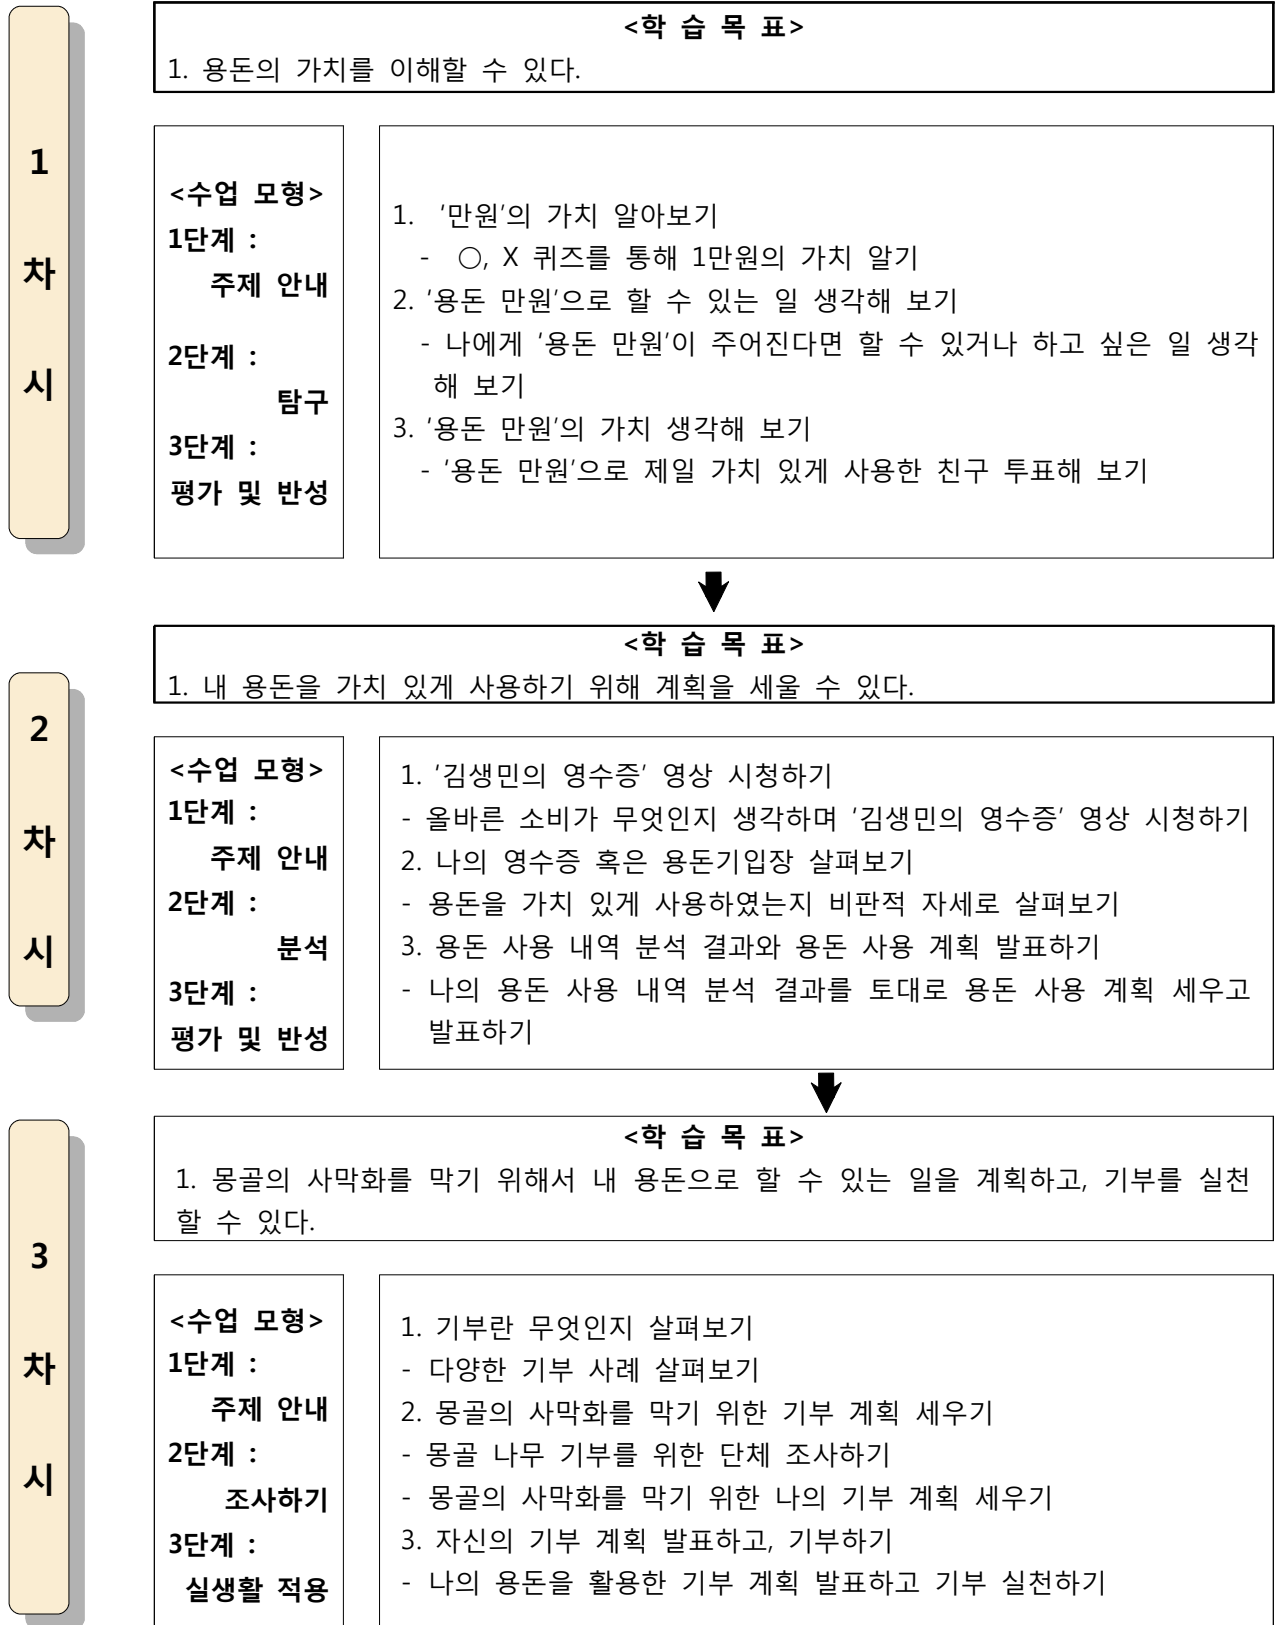 1
차
시
<학 습 목 표>
1. 용돈의 가치를 이해할 수 있다.
<수업 모형>
1단계 :
주제 안내
2단계 :
탐구
3단계 :
평가 및 반성
1. '만원'의 가치 알아보기
- ○, X 퀴즈를 통해 1만원의 가치 알기
2. '용돈 만원'으로 할 수 있는 일 생각해 보기
- 나에게 '용돈 만원'이 주어진다면 할 수 있거나 하고 싶은 일 생각
해 보기
3. '용돈 만원'의 가치 생각해 보기
- '용돈 만원'으로 제일 가치 있게 사용한 친구 투표해 보기
2
차
시
<학 습 목 표>
1. 내 용돈을 가치 있게 사용하기 위해 계획을 세울 수 있다.
<수업 모형>
1단계 :
주제 안내
2단계 :
분석
3단계 :
평가 및 반성
1. '김생민의 영수증' 영상 시청하기
- 올바른 소비가 무엇인지 생각하며 '김생민의 영수증' 영상 시청하기
2. 나의 영수증 혹은 용돈기입장 살펴보기
- 용돈을 가치 있게 사용하였는지 비판적 자세로 살펴보기
3. 용돈 사용 내역 분석 결과와 용돈 사용 계획 발표하기
- 나의 용돈 사용 내역 분석 결과를 토대로 용돈 사용 계획 세우고
발표하기
3
차
시
<학 습 목 표>
1. 몽골의 사막화를 막기 위해서 내 용돈으로 할 수 있는 일을 계획하고, 기부를 실천
할 수 있다.
<수업 모형>
1단계 :
주제 안내
2단계 :
조사하기
3단계 :
실생활 적용
1. 기부란 무엇인지 살펴보기
- 다양한 기부 사례 살펴보기
2. 몽골의 사막화를 막기 위한 기부 계획 세우기
- 몽골 나무 기부를 위한 단체 조사하기
- 몽골의 사막화를 막기 위한 나의 기부 계획 세우기
3. 자신의 기부 계획 발표하고, 기부하기
- 나의 용돈을 활용한 기부 계획 발표하고 기부 실천하기